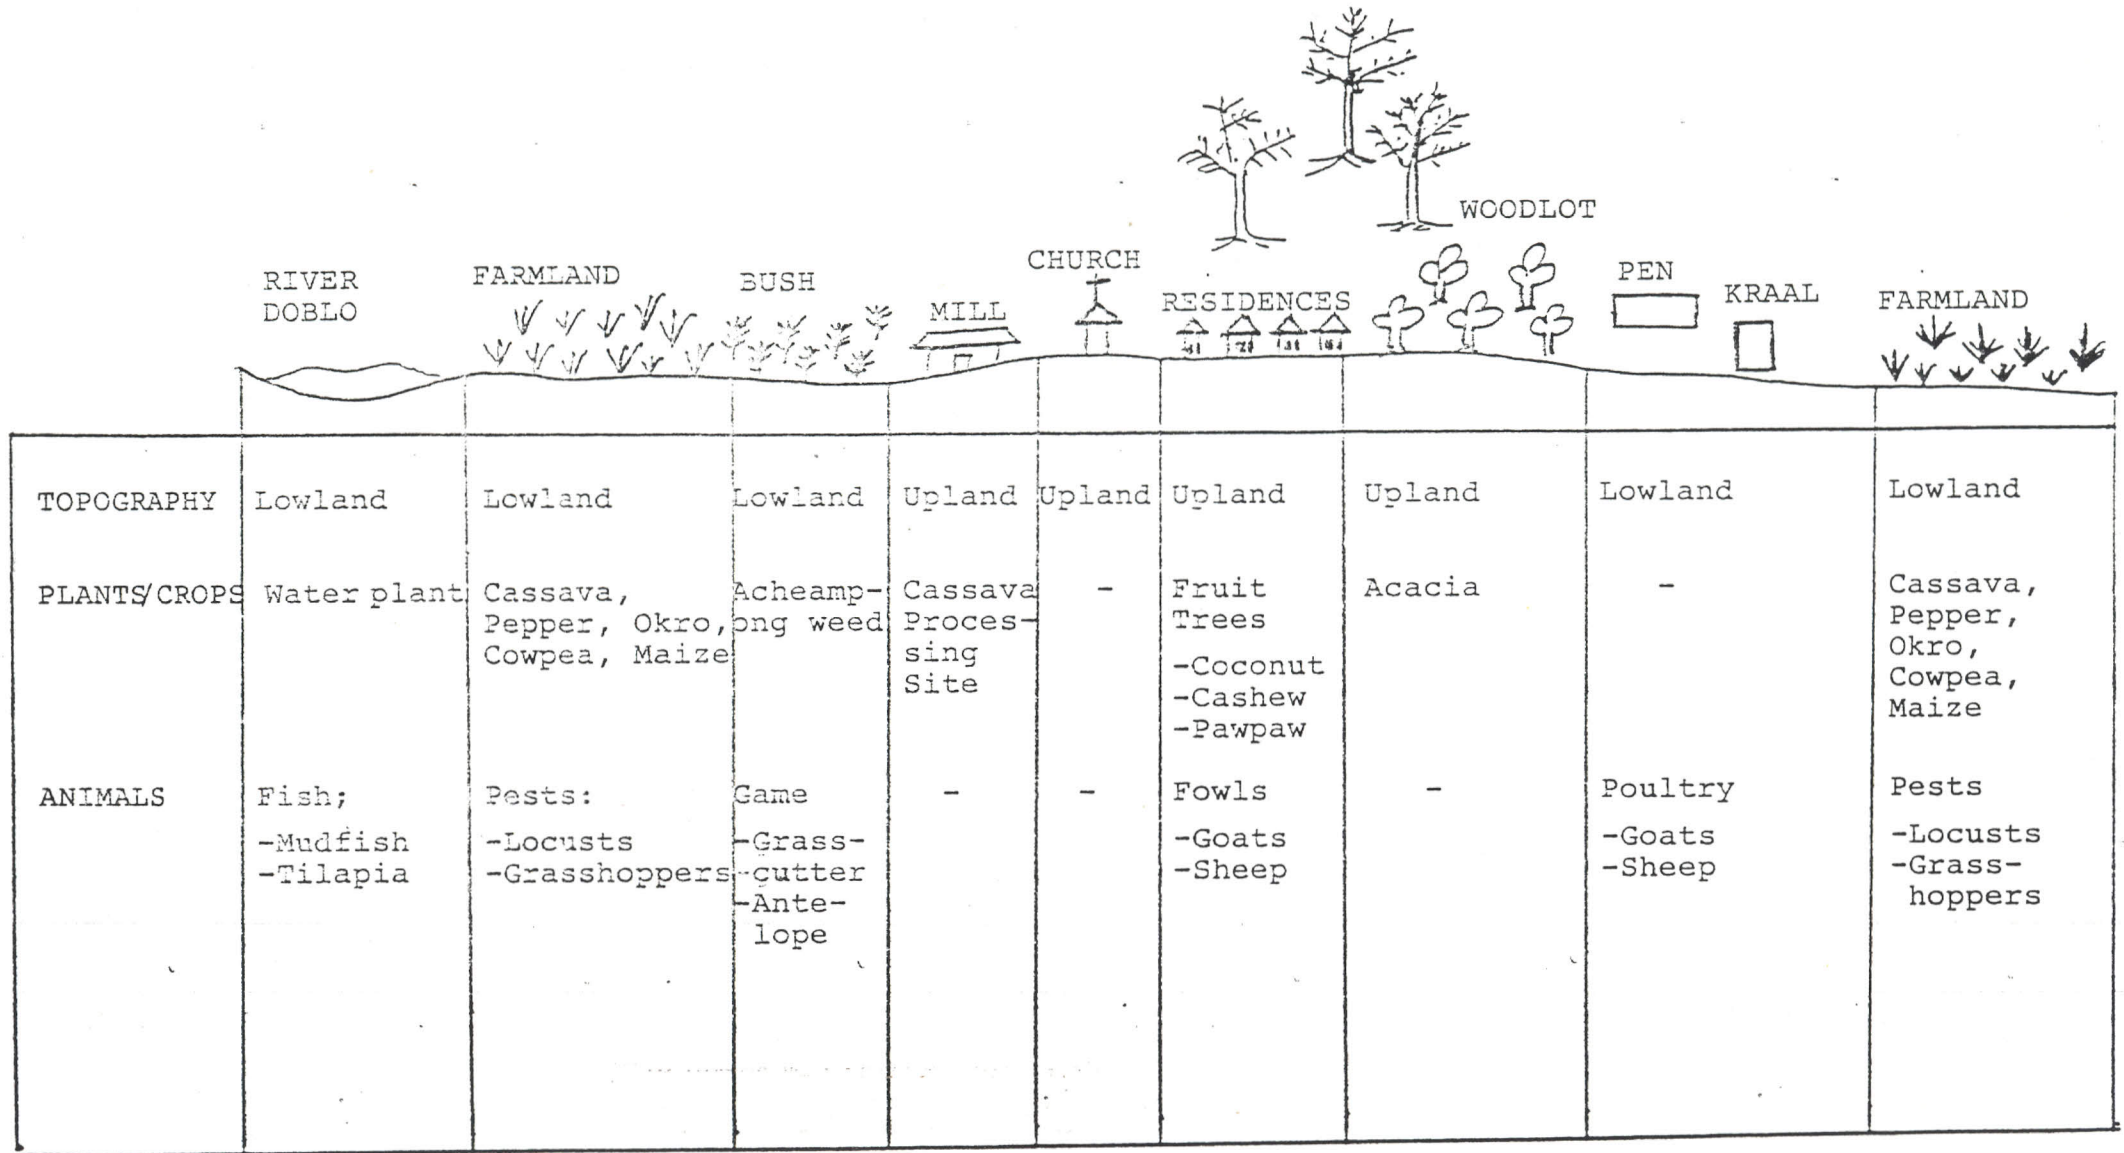 WOODLOT
CHURCH
RIVER
DOBLO
FARMLAND
BUSH
MILL
RESIDENCES
PEN
KRAAL
FARMLAND
TOPOGRAPHY Lowland Lowland Lowland Upland Upland Upland Upland Lowland Lowland
PLANTS/CROPS
Water plant
Cassava,
Pepper, Okro,
Cowpea, Maize
Acheamp-
ong weed
Cassava
Proces-
sing
Site
-
Fruit
Trees
-Coconut
-Cashew
-Pawpaw
Acacia
-
Cassava,
Pepper,
Okro,
Cowpea,
Maize
ANIMALS
Fish;
-Mudfish
-Tilapia
Pests:
-Locusts
-Grasshoppers
Game
-Grass-
-cutter
-Ante-
lope
-
-
Fowls
-Goats
-Sheep
-
Poultry
-Goats
-Sheep
Pests
-Locusts
-Grass-
hoppers